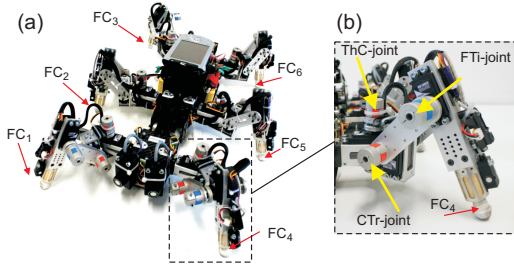 (a)
FC3
FC2
FC1
FC6
FC5
FC4
(b)
ThC-joint
FTi-joint
FC4
CTr-joint